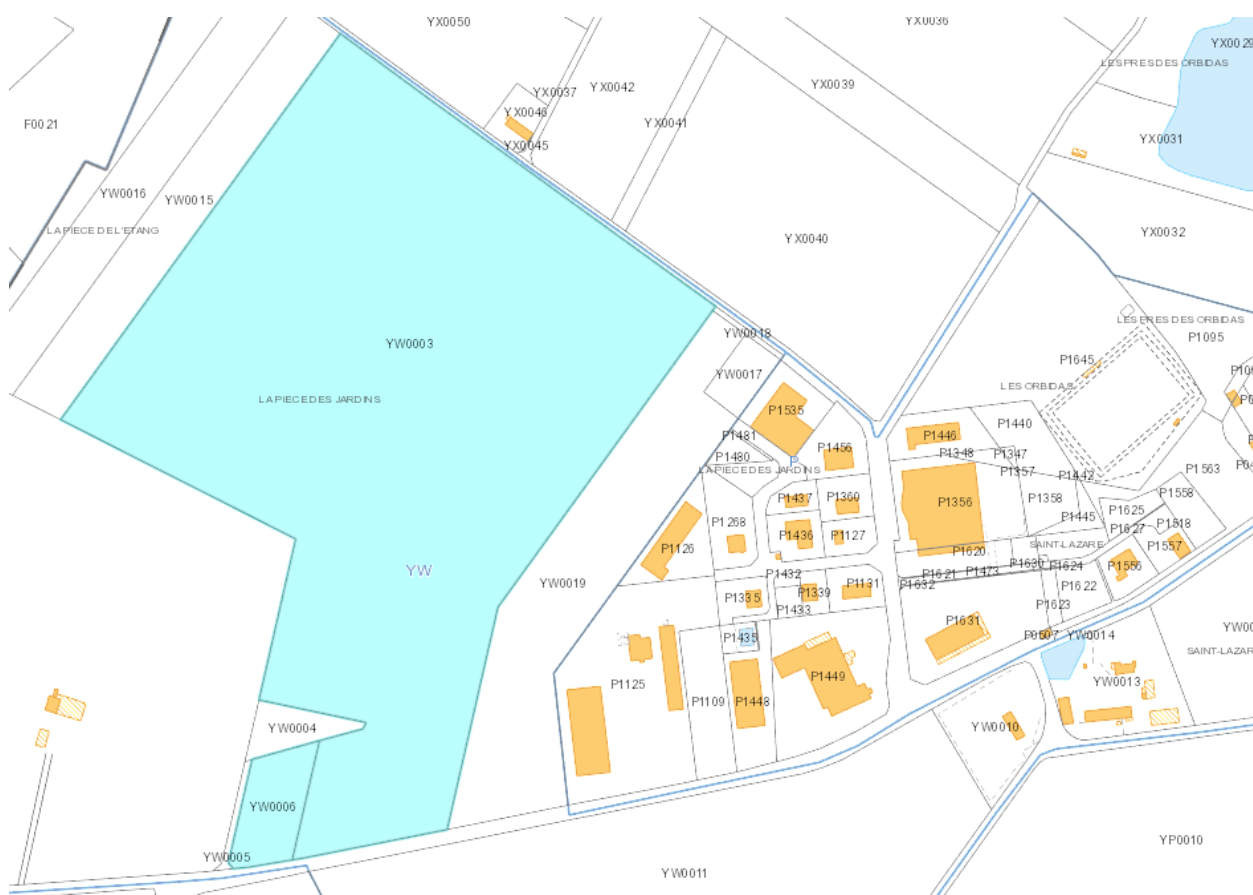 YX0050
YX0036
YX0029
LES PRES DES ORBIDAS
YX0037
YX0042
YX0039
YX0046
YX0041
F0021
YX0045
YX0031
YW0016
YW0015
LA PIECE DE L'ETANG
YX0040
YX0032
LES PRES DES ORBIDAS
YW0018
P1095
YW0003
P1645
YW0017
LES ORBIDAS
LA PIECE DES JARDINS
P1535
P1440
P1481
P1446
P1456
P1480
P1348
P1347
LA PIECE DES JARDINS
P
P1357
P1442
P1563
P1437
P1360
P1356
P1358
P1558
P1625
P1268
P1445
P1518
P1436
P1127
P1627
P1126
SAINT-LAZARE
P1557
P1620
P1630
P1624
P1556
YW
YW0019
P1432
P1621
P1473
P1131
P1632
P1622
P1335
P1339
P1433
P1623
P1631
P1435
P0507
YW0014
SAINT-LAZAR
P1449
YW0013
P1125
P1109
P1448
YW0004
YW0010
YW0006
YP0010
YW0005
YW0011